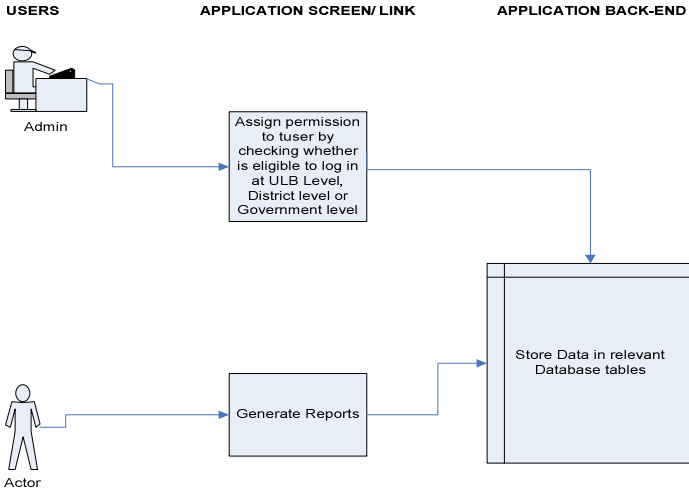 USERS
APPLICATION SCREEN/ LINK
APPLICATION BACK-END
Admin
Assign permission
to tuser by
checking whether
is eligible to log in
at ULB Level,
District level or
Government level
Store Data in relevant
Database tables
Generate Reports
Actor